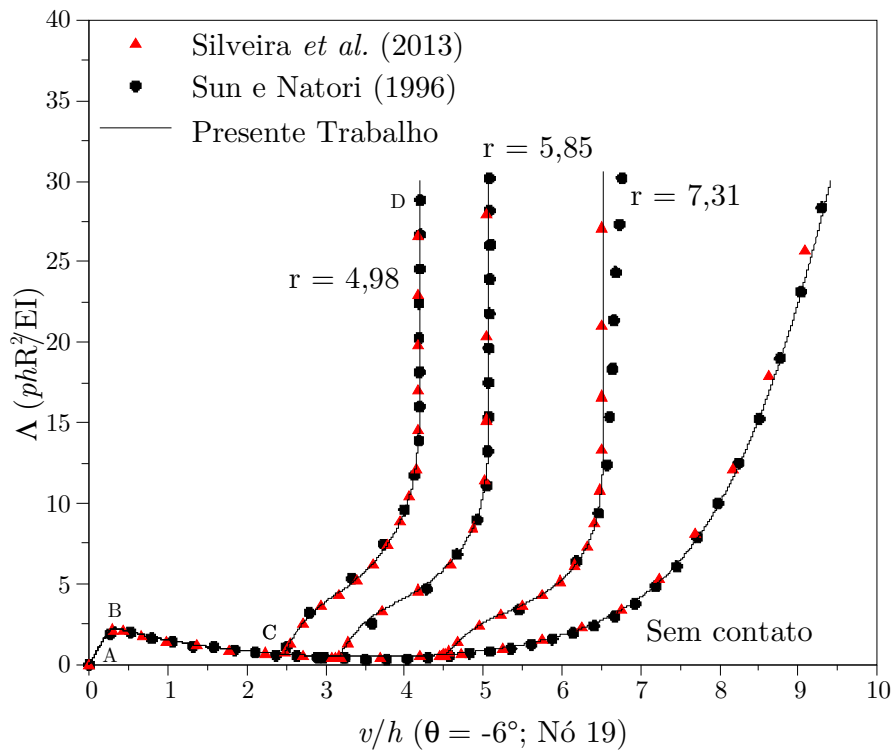 Silveira et al. (2013)
Sun e Natori (1996)
Presente Trabalho
r = 4,98
r = 5,85
r = 7,31
Sem contato
A
B
C
D
Λ (phR²/EI)
40
35
30
25
20
15
10
5
0
0 1 2 3 4 5 6 7 8 9 10
v/h (θ = -6°; Nó 19)